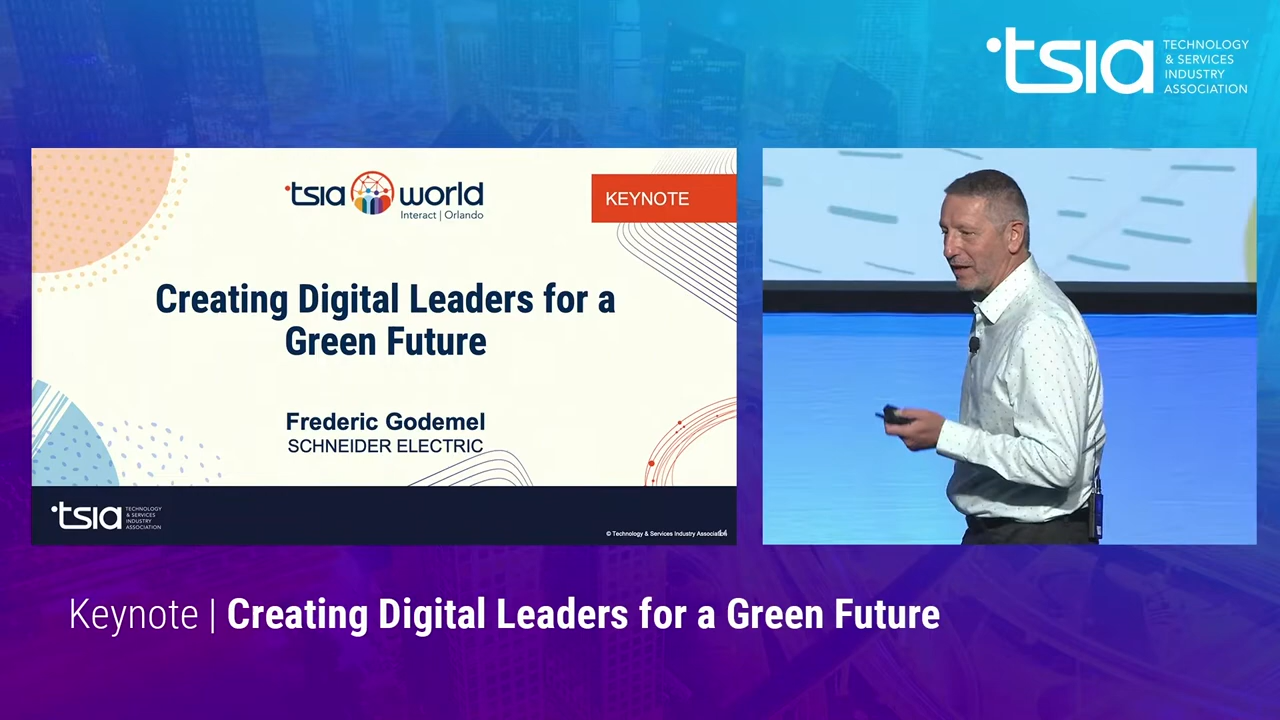 tsia TECHNOLOGY
& SERVICES
INDUSTRY
ASSOCIATION
tsia world
Interact | Orlando
KEYNOTE
Creating Digital Leaders for a
Green Future
Frederic Godemel
SCHNEIDER ELECTRIC
tsia TECHNOLOGY
& SERVICES
INDUSTRY
ASSOCIATION
© Technology & Services Industry
Keynote | Creating Digital Leaders for a Green Future